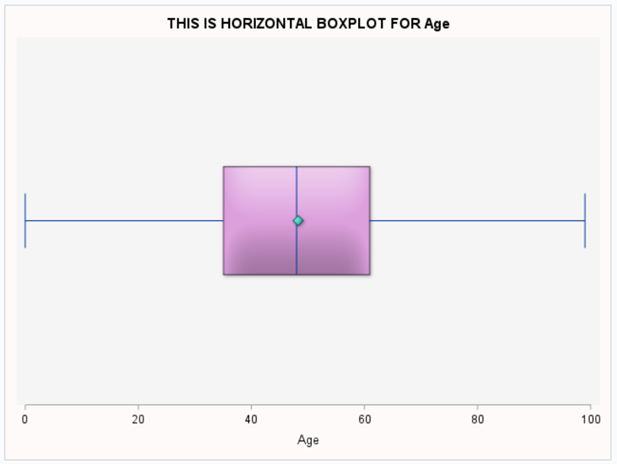 THIS IS HORIZONTAL BOXPLOT FOR Age
0 20 40 60 80 100
Age